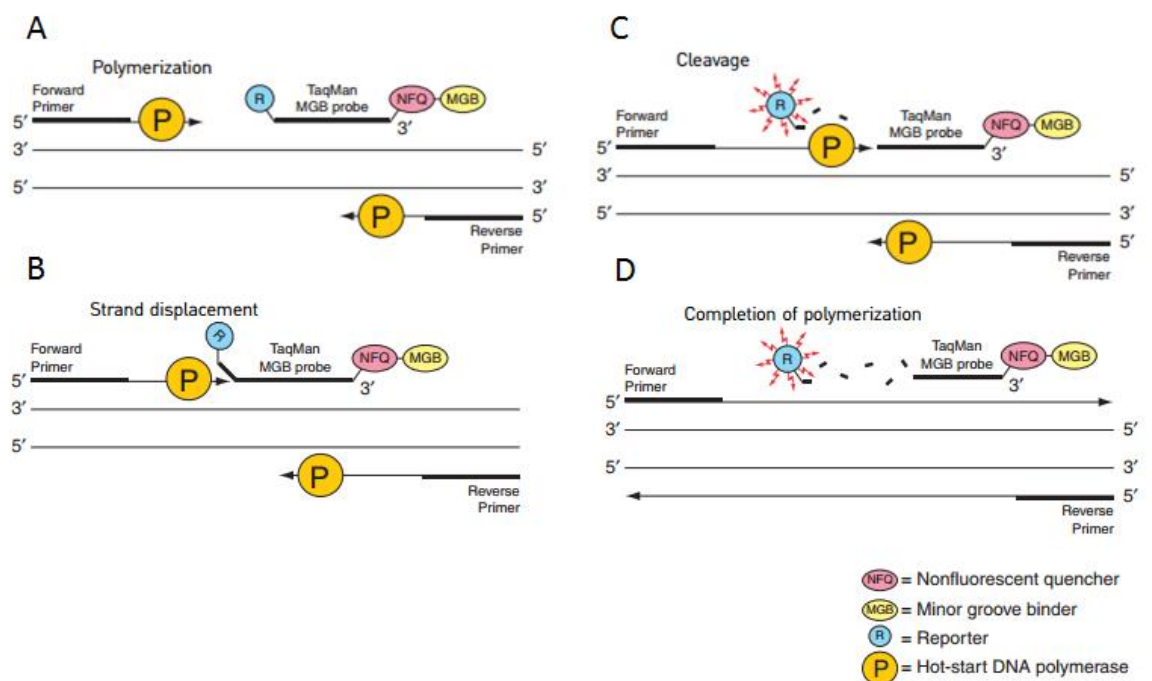 A
Polymerization
Forward
Primer
P
R
TaqMan
MGB probe
NFQ
MGB
5′
3′
3′
5′
5′
3′
P
5′
Reverse
Primer
B
Strand displacement
R
Forward
Primer
P
TaqMan
MGB probe
NFQ
MGB
5′
3′
3′
5′
P
Reverse
Primer
C
Cleavage
R
Forward
Primer
P
TaqMan
MGB probe
NFQ
MGB
5′
3′
3′
5′
5′
3′
P
5′
Reverse
Primer
D
Completion of polymerization
R
Forward
Primer
TaqMan
MGB probe
NFQ
MGB
5′
3′
3′
5′
5′
3′
5′
Reverse
Primer
NFQ = Nonfluorescent quencher
MGB = Minor groove binder
R = Reporter
P = Hot-start DNA polymerase